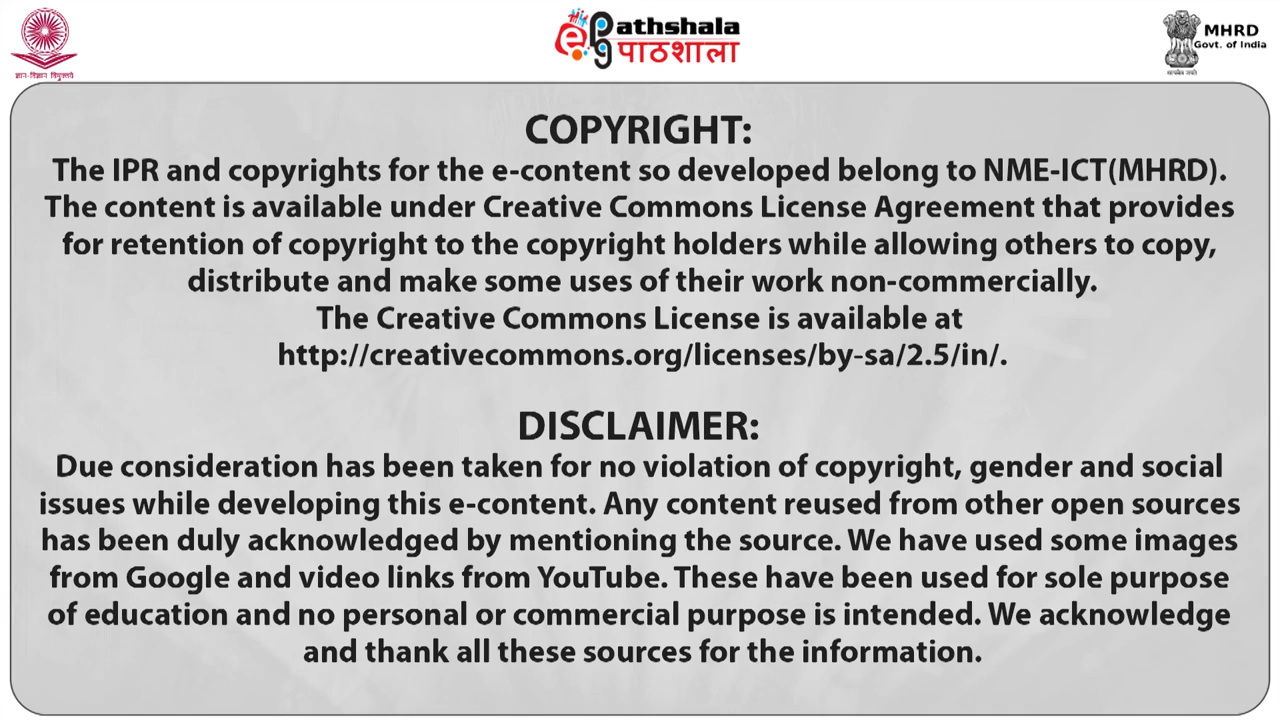 ज्ञान-विज्ञान विमुक्तये
ePg Pathshala
पाठशाला
MHRD
Govt. of India
सत्यमेव जयते
COPYRIGHT:
The IPR and copyrights for the e-content so developed belong to NME-ICT(MHRD).
The content is available under Creative Commons License Agreement that provides
for retention of copyright to the copyright holders while allowing others to copy,
distribute and make some uses of their work non-commercially.
The Creative Commons License is available at
http://creativecommons.org/licenses/by-sa/2.5/in/.
DISCLAIMER:
Due consideration has been taken for no violation of copyright, gender and social
issues while developing this e-content. Any content reused from other open sources
has been duly acknowledged by mentioning the source. We have used some images
from Google and video links from YouTube. These have been used for sole purpose
of education and no personal or commercial purpose is intended. We acknowledge
and thank all these sources for the information.